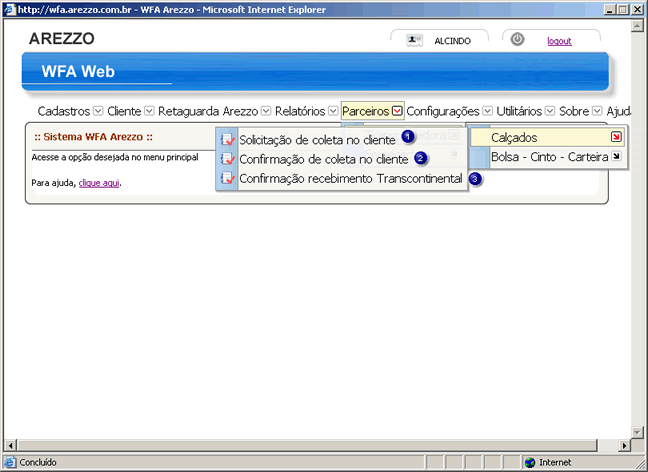 http://wfa.arezzo.com.br - WFA Arezzo - Microsoft Internet Explorer
AREZZO
ALCINDO
logout
WFA Web
Cadastros Cliente Retaguarda Arezzo Relatórios Parceiros Configurações Utilitários Sobre Ajud
:: Sistema WFA Arezzo ::
Acesse a opção desejada no menu principal
Para ajuda, clique aqui.
Solicitação de coleta no cliente 1
Confirmação de coleta no cliente 2
Confirmação recebimento Transcontinental 3
Calçados
Bolsa - Cinto - Carteira
Concluído
Internet